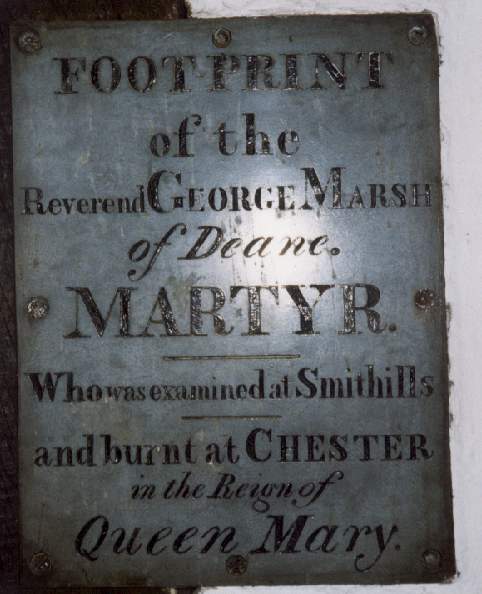 FOOTPRINT
of the
Reverend GEORGE MARSH
of Deane.
MARTYR.
Who was examined at Smithills
and burnt at CHESTER
in the Reign of
Queen Mary.